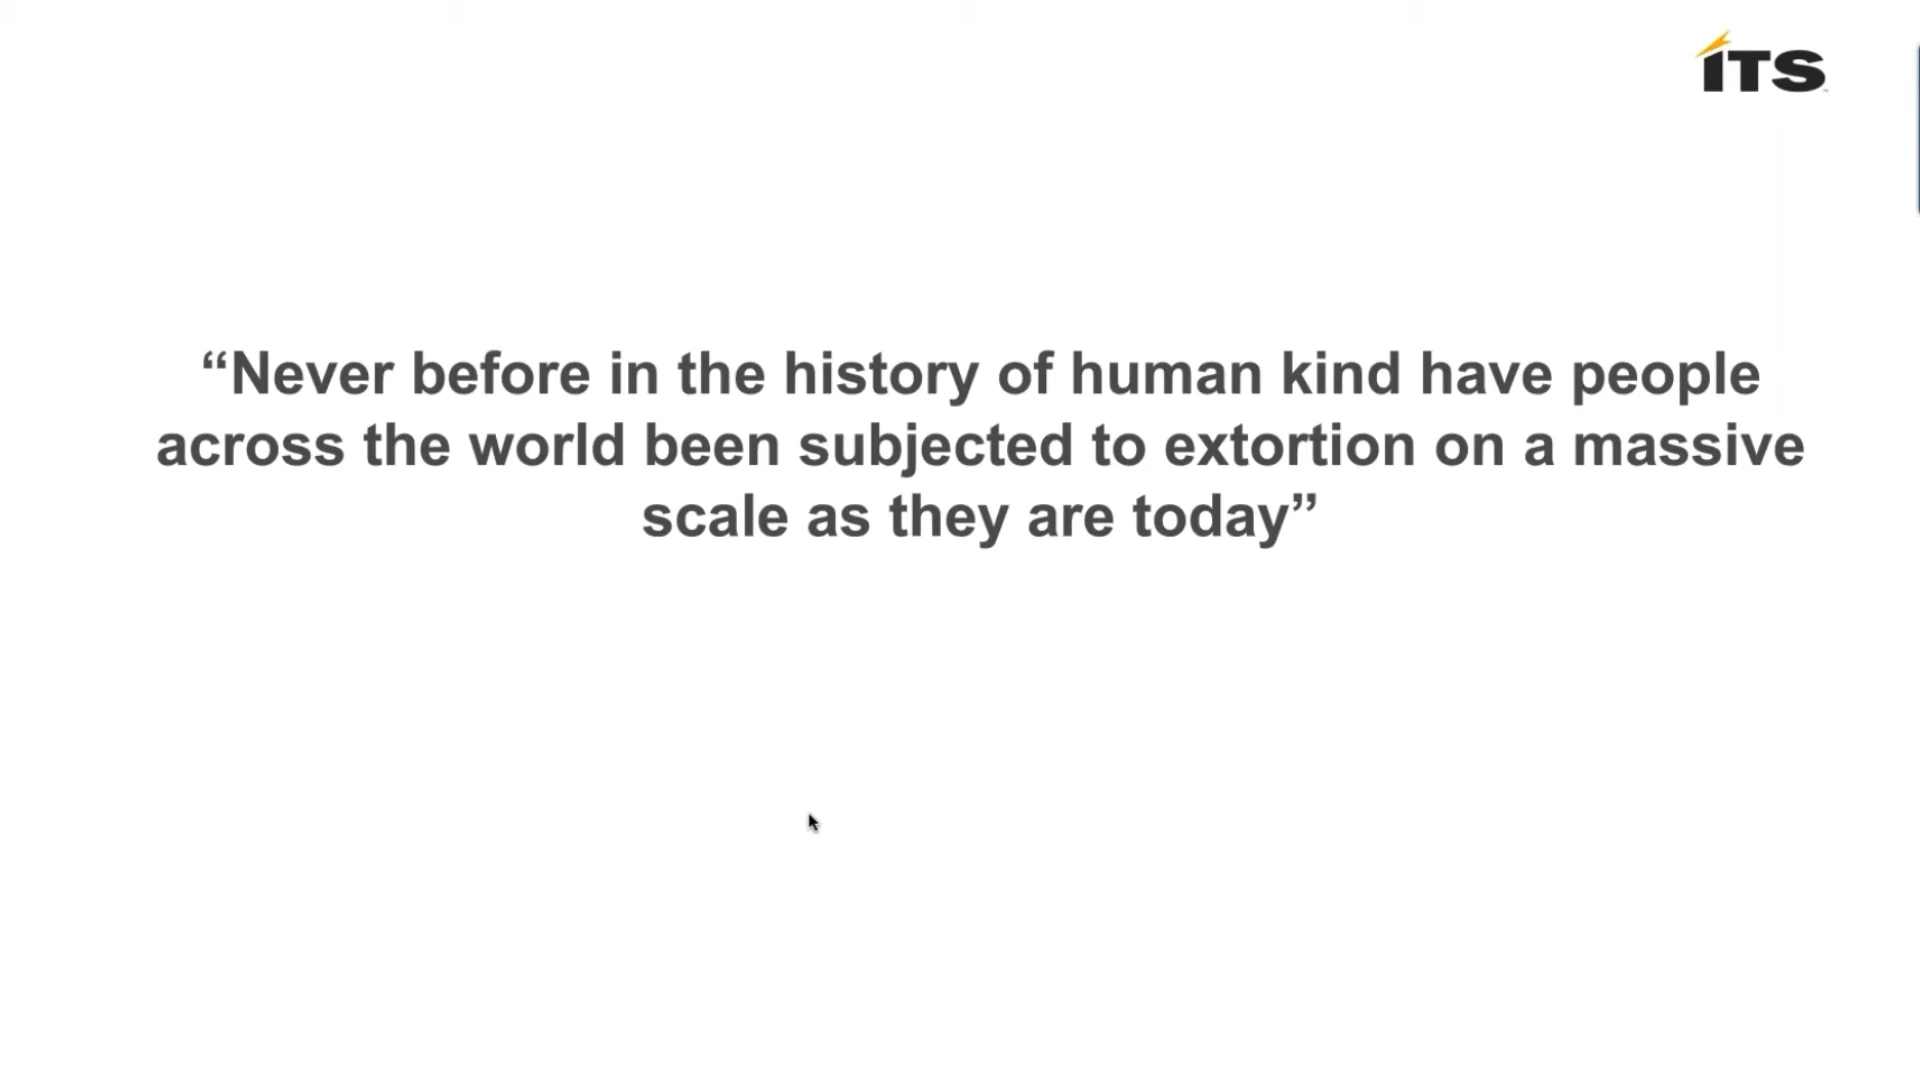 iTS
“Never before in the history of human kind have people
across the world been subjected to extortion on a massive
scale as they are today”